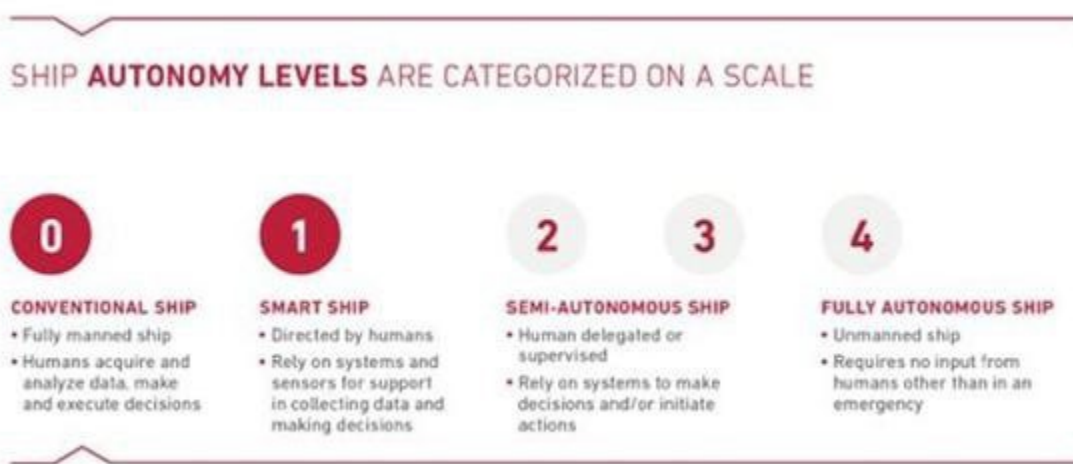 SHIP AUTONOMY LEVELS ARE CATEGORIZED ON A SCALE
0
CONVENTIONAL SHIP
• Fully manned ship
• Humans acquire and
analyze data, make
and execute decisions
1
SMART SHIP
• Directed by humans
• Rely on systems and
sensors for support
in collecting data and
making decisions
2 3
SEMI-AUTONOMOUS SHIP
• Human delegated or
supervised
• Rely on systems to make
decisions and/or initiate
actions
4
FULLY AUTONOMOUS SHIP
• Unmanned ship
• Requires no input from
humans other than in an
emergency